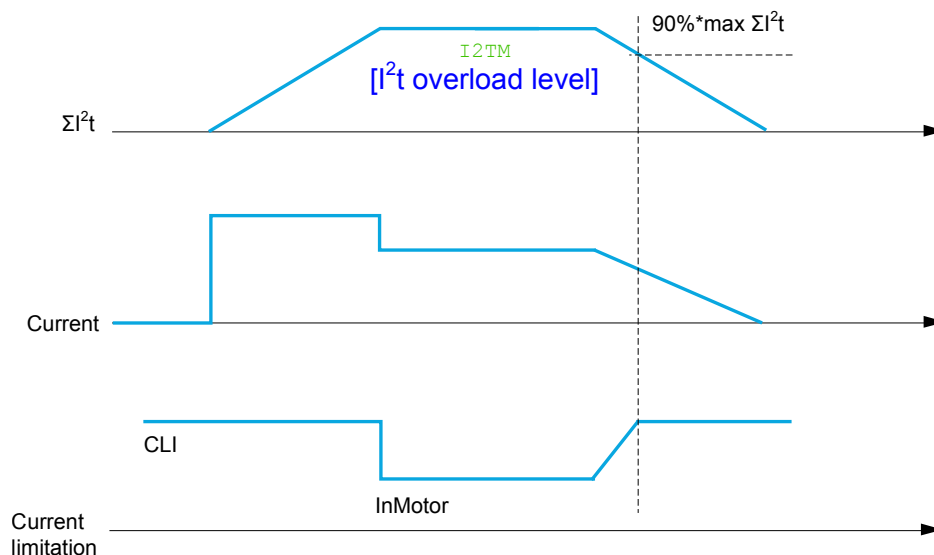 90%*max ΣI²t
I2TM
[I²t overload level]
ΣI²t
Current
CLI
InMotor
Current
limitation